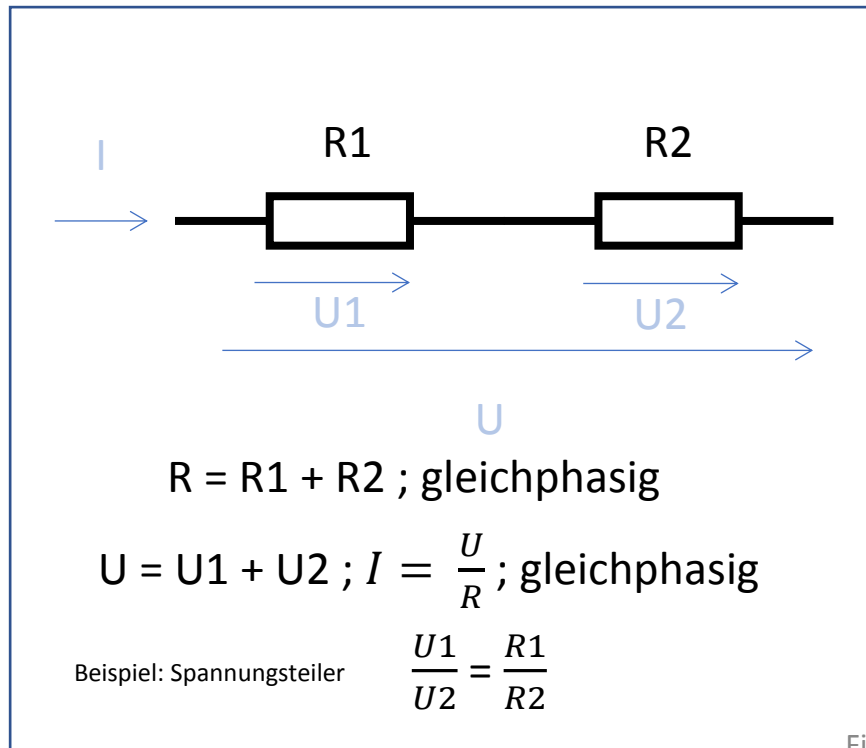 R1 R2
I
U1 U2
U
R = R1 + R2 ; gleichphasig
U = U1 + U2 ; I = U/R ; gleichphasig
Beispiel: Spannungsteiler U1/U2 = R1/R2